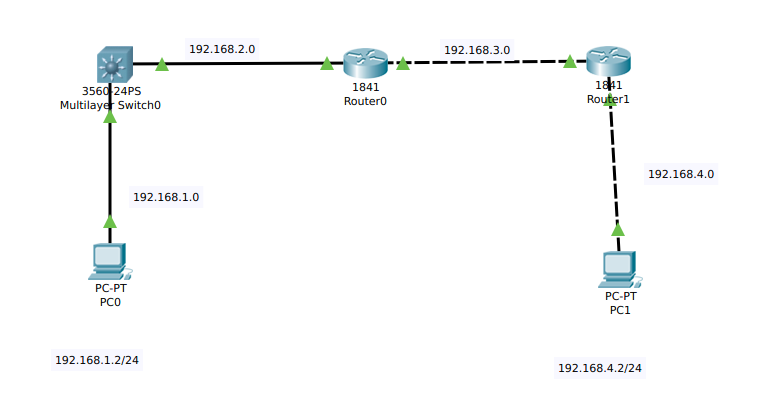 192.168.2.0
192.168.3.0
3560-24PS
Multilayer Switch0
1841
Router0
1841
Router1
192.168.1.0
192.168.4.0
PC-PT
PC0
PC-PT
PC1
192.168.1.2/24
192.168.4.2/24